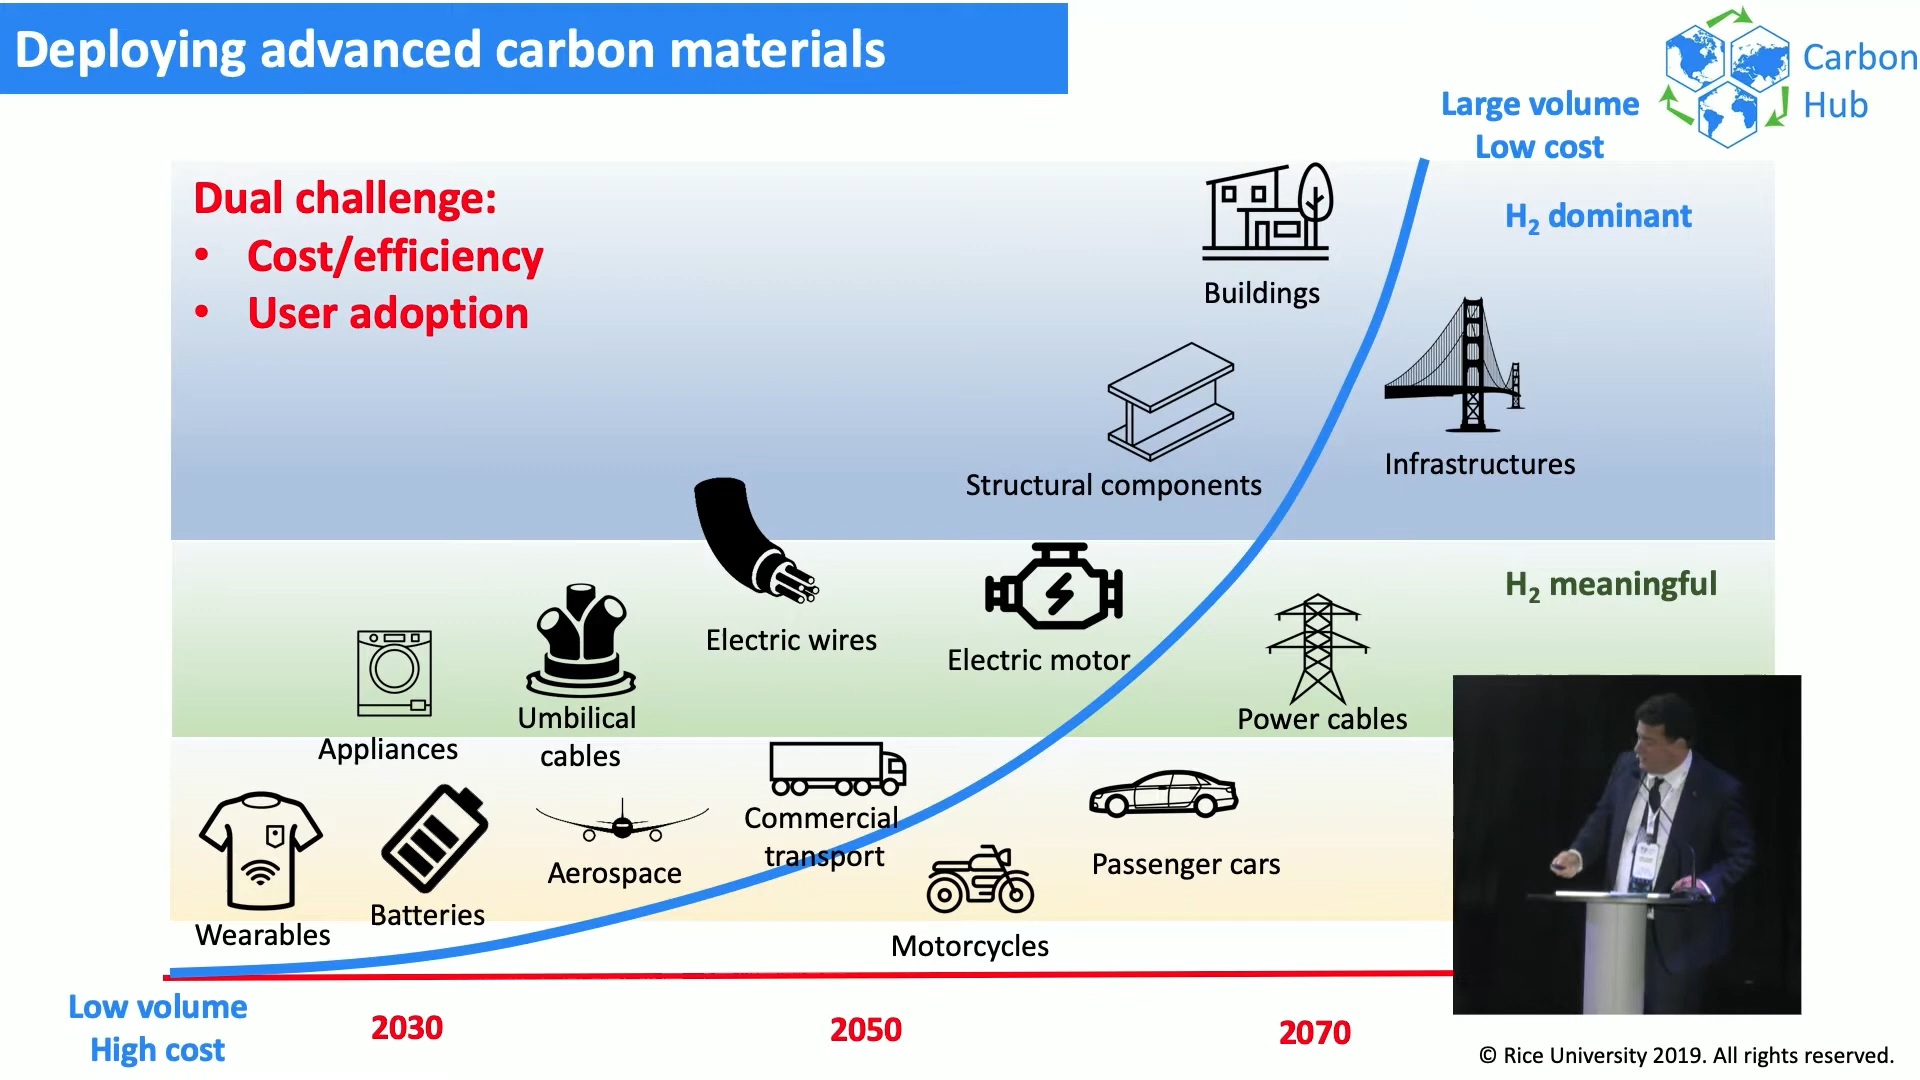 Deploying advanced carbon materials
Carbon
Hub
Large volume
Low cost
Dual challenge:
• Cost/efficiency
• User adoption
H₂ dominant
Buildings
Infrastructures
Structural components
H₂ meaningful
Electric wires
Electric motor
Power cables
Appliances
Umbilical
cables
Commercial
transport
Passenger cars
Aerospace
Batteries
Wearables
Motorcycles
Low volume
High cost
2030
2050
2070
© Rice University 2019. All rights reserved.